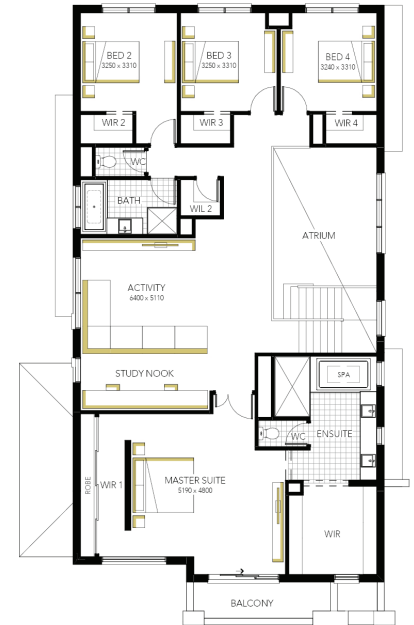 BED 2
3250 x 3310
BED 3
3250 x 3310
BED 4
3240 x 3310
WIR 2
WIR 3
WIR 4
WC
BATH
WIL 2
ATRIUM
ACTIVITY
6400 x 5110
STUDY NOOK
SPA
WC
ENSUITE
ROBE
WIR 1
MASTER SUITE
5190 x 4800
WIR
BALCONY